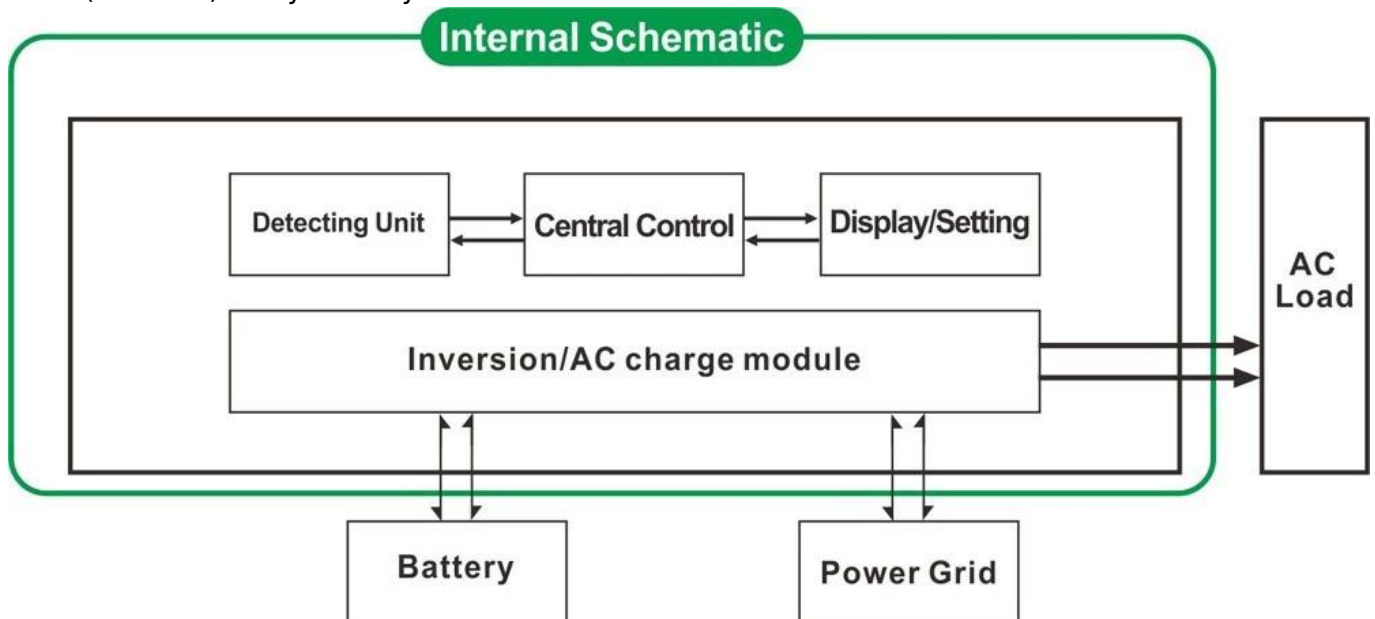 Internal Schematic
Detecting Unit
Central Control
Display/Setting
AC
Load
Inversion/AC charge module
Battery
Power Grid